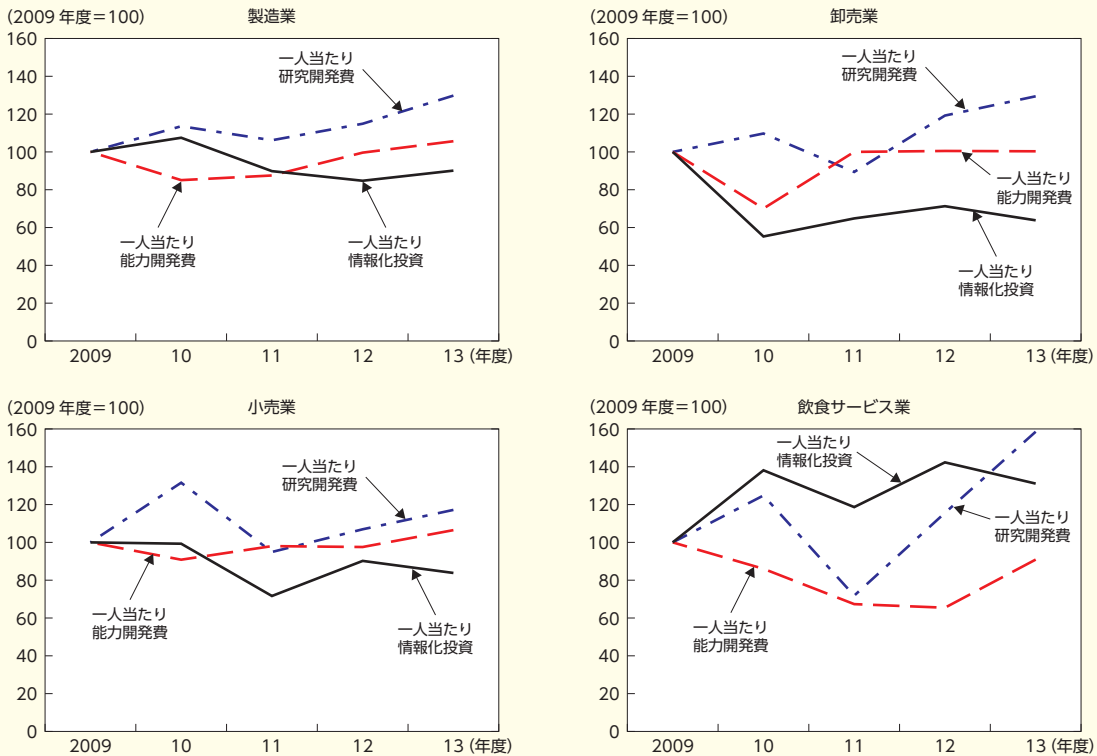 (2009 年度＝100)
製造業
160
140
120
100
80
60
40
20
0
一人当たり
研究開発費
一人当たり
能力開発費
一人当たり
情報化投資
2009 10 11 12 13 (年度)
(2009 年度＝100)
卸売業
160
140
120
100
80
60
40
20
0
一人当たり
研究開発費
一人当たり
能力開発費
一人当たり
情報化投資
2009 10 11 12 13 (年度)
(2009 年度＝100)
小売業
160
140
120
100
80
60
40
20
0
一人当たり
研究開発費
一人当たり
能力開発費
一人当たり
情報化投資
2009 10 11 12 13 (年度)
(2009 年度＝100)
飲食サービス業
160
140
120
100
80
60
40
20
0
一人当たり
情報化投資
一人当たり
研究開発費
一人当たり
能力開発費
2009 10 11 12 13 (年度)